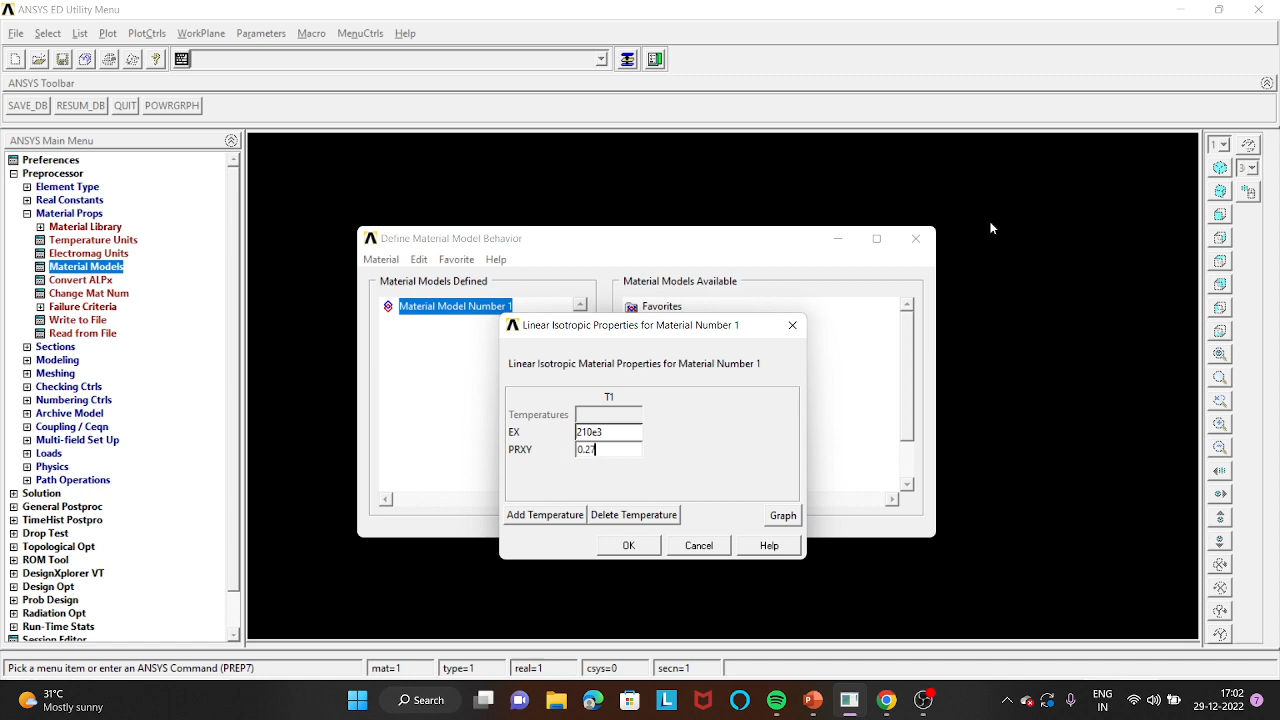 ANSYS ED Utility Menu
File Select List Plot PlotCtrls WorkPlane Parameters Macro MenuCtrls Help
ANSYS Toolbar
SAVE_DB RESUM_DB QUIT POWRGRPH
ANSYS Main Menu
Preferences
Preprocessor
Element Type
Real Constants
Material Props
Material Library
Temperature Units
Electromag Units
Material Models
Convert ALPx
Change Mat Num
Failure Criteria
Write to File
Read from File
Sections
Modeling
Meshing
Checking Ctrls
Numbering Ctrls
Archive Model
Coupling / Ceqn
Multi-field Set Up
Loads
Physics
Path Operations
Solution
General Postproc
TimeHist Postpro
Drop Test
Topological Opt
ROM Tool
DesignXplorer VT
Design Opt
Prob Design
Radiation Opt
Run-Time Stats
Session Editor
Define Material Model Behavior
Material Edit Favorite Help
Material Models Defined
Material Models Available
Material Model Number 1
Favorites
Linear Isotropic Properties for Material Number 1
Linear Isotropic Material Properties for Material Number 1
T1
Temperatures
EX 210e3
PRXY 0.27
Add Temperature Delete Temperature Graph
OK Cancel Help
1
3
Pick a menu item or enter an ANSYS Command (PREP7) mat=1 type=1 real=1 csys=0 secn=1
31°C
Mostly sunny
Search
ENG
IN
17:02
29-12-2022
7